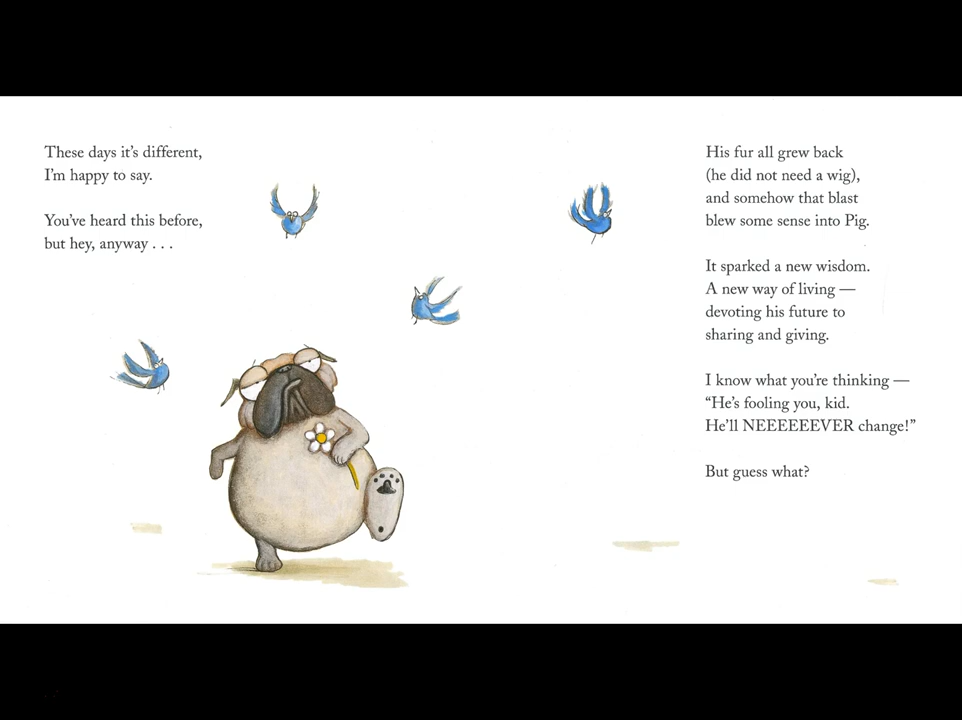 These days it's different,
I'm happy to say.
You've heard this before,
but hey, anyway . . .
His fur all grew back
(he did not need a wig),
and somehow that blast
blew some sense into Pig.
It sparked a new wisdom.
A new way of living —
devoting his future to
sharing and giving.
I know what you're thinking —
“He's fooling you, kid.
He'll NEEEEEEVER change!”
But guess what?